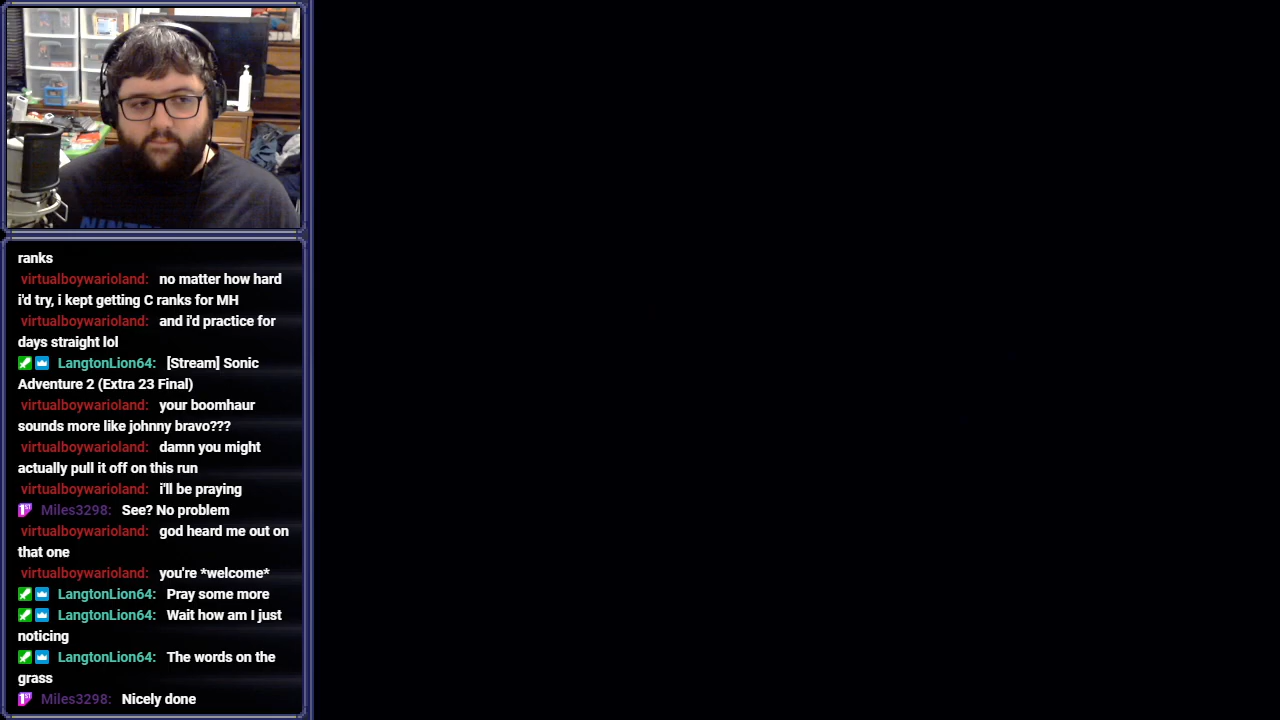 ranks
virtualboywarioland: no matter how hard
i'd try, i kept getting C ranks for MH
virtualboywarioland: and i'd practice for
days straight lol
LangtonLion64: [Stream] Sonic
Adventure 2 (Extra 23 Final)
virtualboywarioland: your boomhaur
sounds more like johnny bravo???
virtualboywarioland: damn you might
actually pull it off on this run
virtualboywarioland: i'll be praying
1ST Miles3298: See? No problem
virtualboywarioland: god heard me out on
that one
virtualboywarioland: you're *welcome*
LangtonLion64: Pray some more
LangtonLion64: Wait how am I just
noticing
LangtonLion64: The words on the
grass
1ST Miles3298: Nicely done